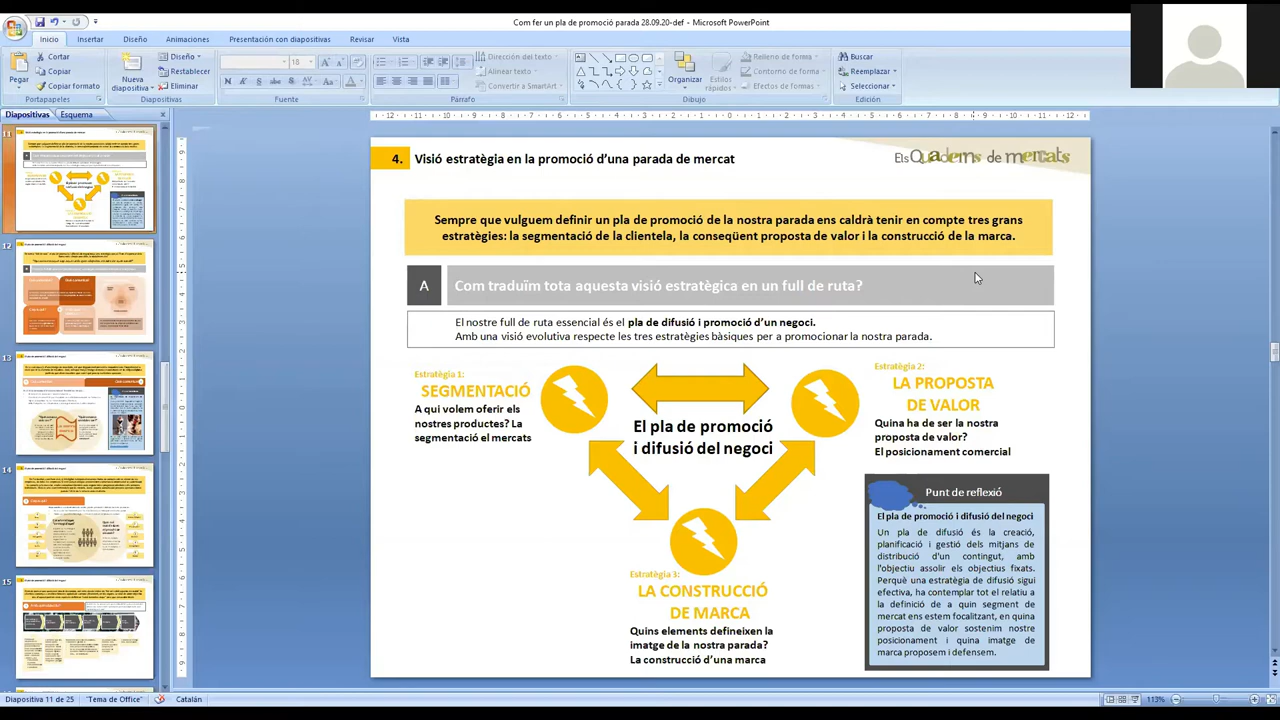 Com fer un pla de promoció parada 28.09.20-def - Microsoft PowerPoint
Inicio Insertar Diseño Animaciones Presentación con diapositivas Revisar Vista
Pegar
Cortar
Copiar
Copiar formato
Portapapeles
Nueva diapositiva
Diseño
Restablecer
Eliminar
Diapositivas
18
Fuente
Dirección del texto
Alinear texto
Convertir a SmartArt
Párrafo
Organizar
Estilos rápidos
Relleno de forma
Contorno de forma
Efectos de formas
Dibujo
Buscar
Reemplazar
Seleccionar
Edición
Diapositivas Esquema
11
12
13
14
15
4. Visió estratègia en la promoció d'una parada de mercat
Els Quaderns de mercats
Sempre que vulguem definir un pla de promoció de la nostra parada ens caldrà tenir en compte tres grans
estratègies: la segmentació de la clientela, la conseqüent proposta de valor i la construcció de la marca.
A Com traduïm tota aquesta visió estratègica en un full de ruta?
El nostre full de ruta essencial és el pla de difusió i promoció d'un negoci.
Amb una visió evolutiva respecte les tres estratègies bàsiques per a promocionar la nostra parada.
Estratègia 1:
SEGMENTACIÓ
A qui volem oferir els
nostres productes? La
segmentació el mercats
El pla de promoció
i difusió del negoci
Estratègia 2:
LA PROPOSTA
DE VALOR
Quina ha de ser la nostra
proposta de valor?
El posicionament comercial
Estratègia 3:
LA CONSTRUCCIÓ
DE MARCA
Quins elements defineixen la
imatge de la nostra parada?
La construcció d'una marca
Punt de reflexió
El pla de promoció i difusió del negoci
Un pla de difusió és la creació,
planificació i gestió dels mitjans de
distribució d'un contingut, amb
l'objectiu assolir els objectius fixats.
Perquè una estratègia de difusió sigui
efectiva, ha contemplar tot el relatiu a
la definició de a quin segment de
mercat ens estem focalitzant, en quina
proposta de valor sostenim nostre
posicionament i quina imatge de
marca proposem i defensem.
Diapositiva 11 de 25 "Tema de Office" Catalán 113%